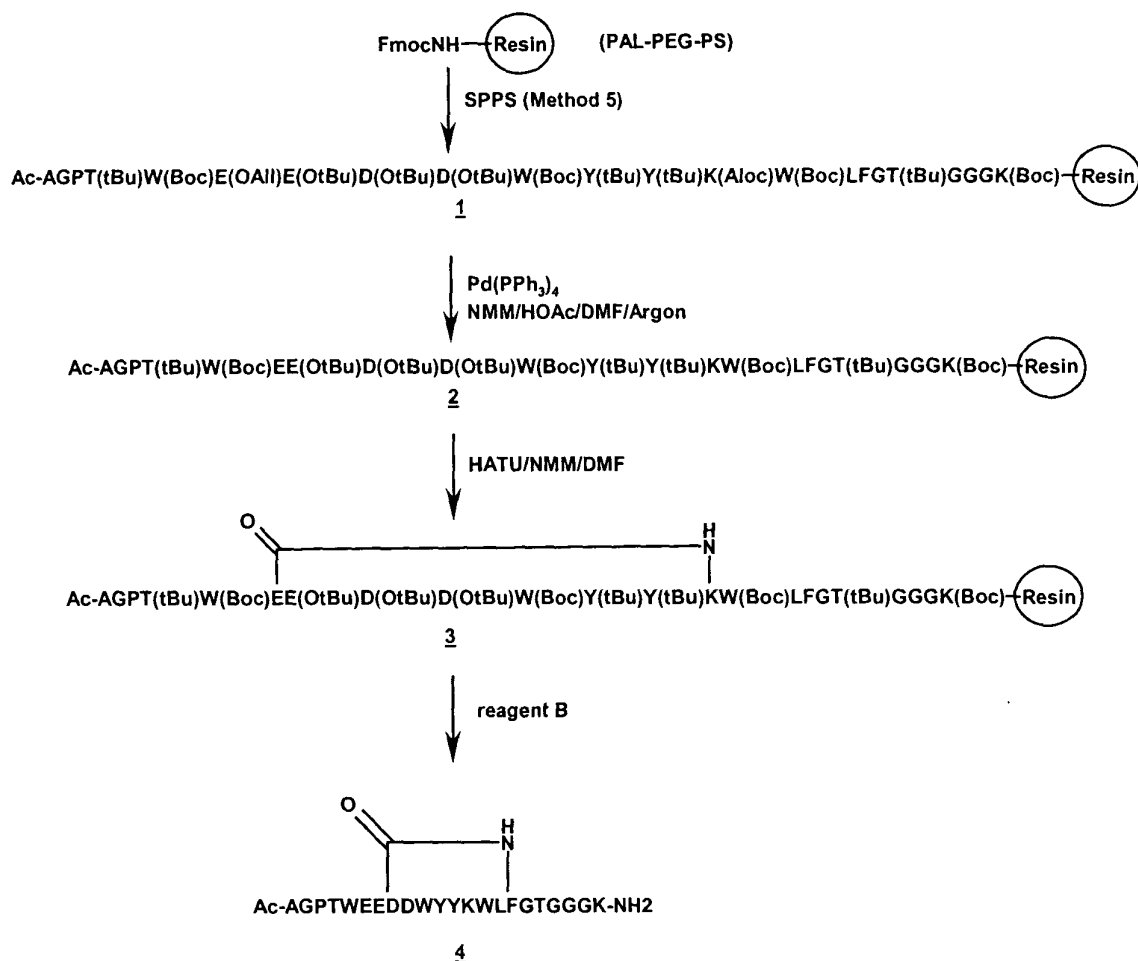 FmocNH Resin (PAL-PEG-PS)
SPPS (Method 5)
Ac-AGPT(tBu)W(Boc)E(OAll)E(OtBu)D(OtBu)D(OtBu)W(Boc)Y(tBu)Y(tBu)K(Aloc)W(Boc)LFGT(tBu)GGGK(Boc) Resin
1
Pd(PPh3)4
NMM/HOAc/DMF/Argon
Ac-AGPT(tBu)W(Boc)EE(OtBu)D(OtBu)D(OtBu)W(Boc)Y(tBu)Y(tBu)KW(Boc)LFGT(tBu)GGGK(Boc) Resin
2
HATU/NMM/DMF
O H
N
Ac-AGPT(tBu)W(Boc)EE(OtBu)D(OtBu)D(OtBu)W(Boc)Y(tBu)Y(tBu)KW(Boc)LFGT(tBu)GGGK(Boc) Resin
3
reagent B
O H
N
Ac-AGPTWEEDDWYYKWLFGTGGGK-NH2
4